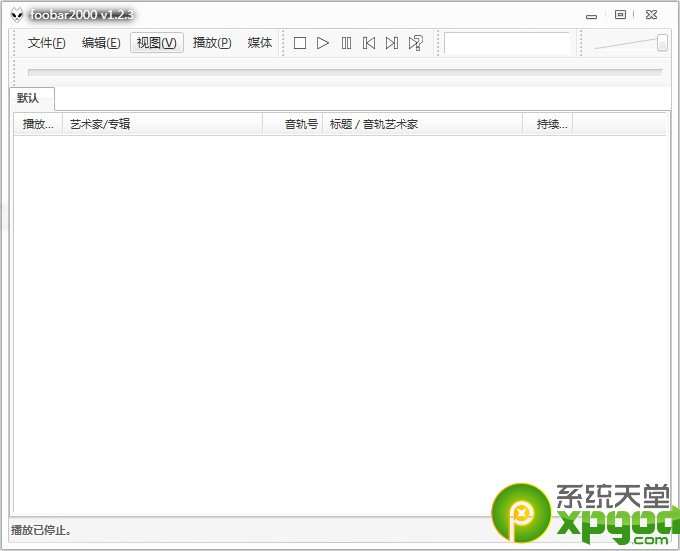 foobar2000 v1.2.3
文件(F) 编辑(E) 视图(V) 播放(P) 媒体
默认
播放... 艺术家/专辑 音轨号 标题 / 音轨艺术家 持续...
播放已停止。
系统天堂
xpgod
.com